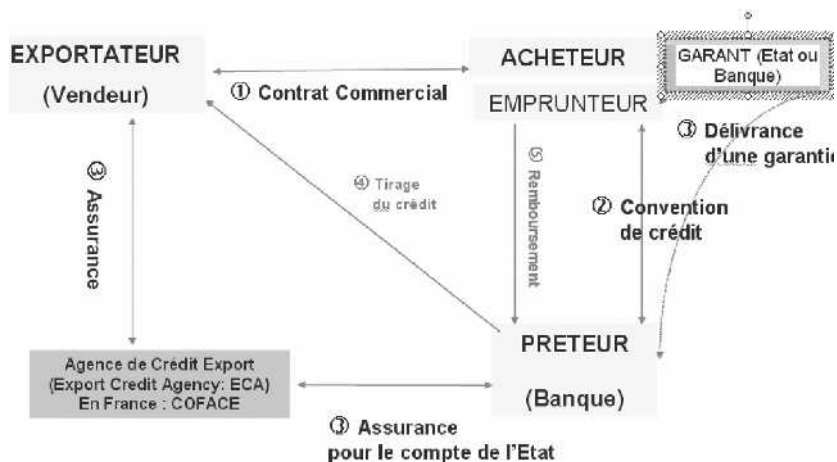 EXPORTATEUR
(Vendeur)
ACHETEUR
EMPRUNTEUR
GARANT (Etat ou
Banque)
① Contrat Commercial
③ Délivrance
d'une garantie
③ Assurance
④ Tirage
du crédit
⑤ Remboursement
② Convention
de crédit
PRETEUR
(Banque)
Agence de Crédit Export
(Export Credit Agency: ECA)
En France : COFACE
③ Assurance
pour le compte de l'Etat